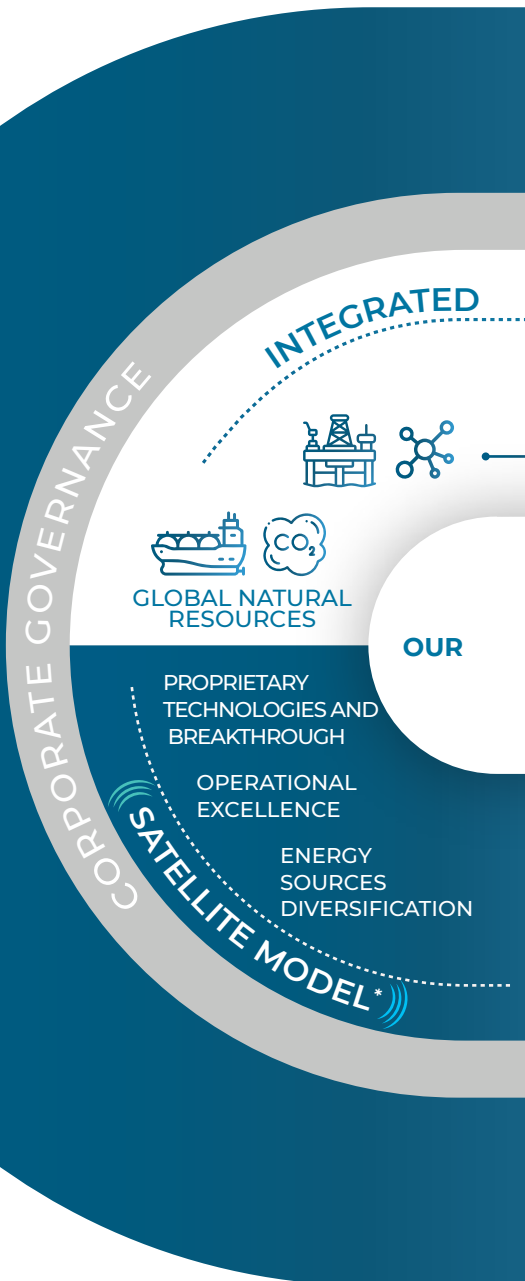 CORPORATE GOVERNANCE
INTEGRATED
CO2
GLOBAL NATURAL
RESOURCES
OUR
PROPRIETARY
TECHNOLOGIES AND
BREAKTHROUGH
OPERATIONAL
EXCELLENCE
ENERGY
SOURCES
DIVERSIFICATION
SATELLITE MODEL*